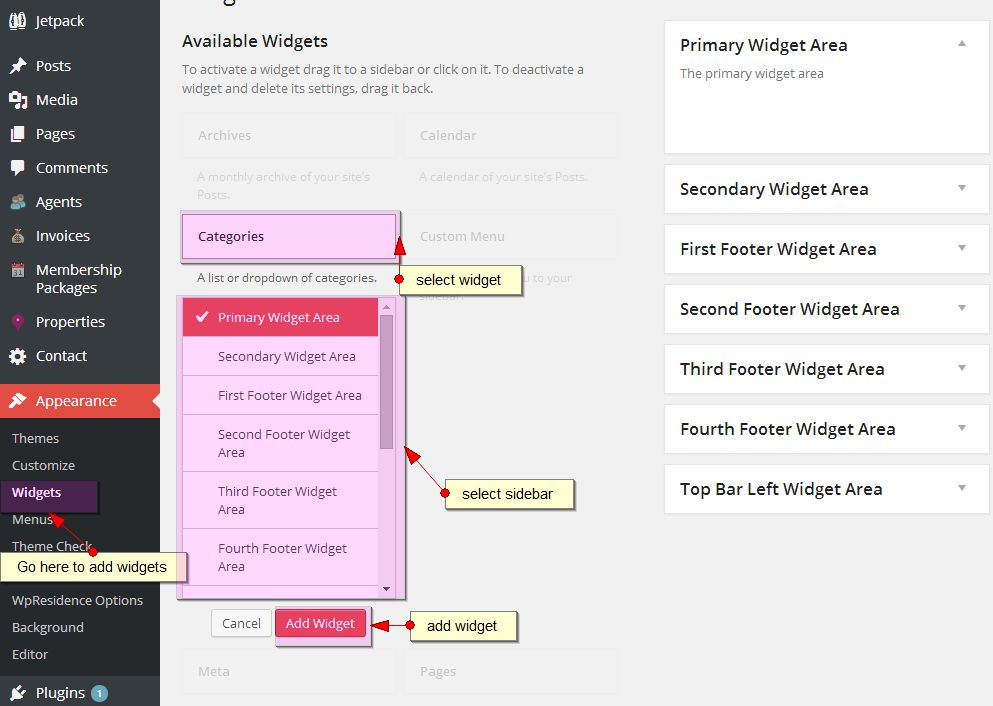 Jetpack
Posts
Media
Pages
Comments
Agents
Invoices
Membership
Packages
Properties
Contact
Appearance
Themes
Customize
Widgets
Menus
Theme Check
Go here to add widgets
WpResidence Options
Background
Editor
Plugins 1
Available Widgets
To activate a widget drag it to a sidebar or click on it. To deactivate a
widget and delete its settings, drag it back.
Archives
Calendar
A monthly archive of your site's
Posts.
A calendar of your site's Posts.
Categories
Custom Menu
A list or dropdown of categories.
select widget
to your
sidebar.
Primary Widget Area
Secondary Widget Area
First Footer Widget Area
Second Footer Widget
Area
Third Footer Widget
Area
Fourth Footer Widget
Area
select sidebar
Cancel
Add Widget
add widget
Meta
Pages
Primary Widget Area
The primary widget area
Secondary Widget Area
First Footer Widget Area
Second Footer Widget Area
Third Footer Widget Area
Fourth Footer Widget Area
Top Bar Left Widget Area